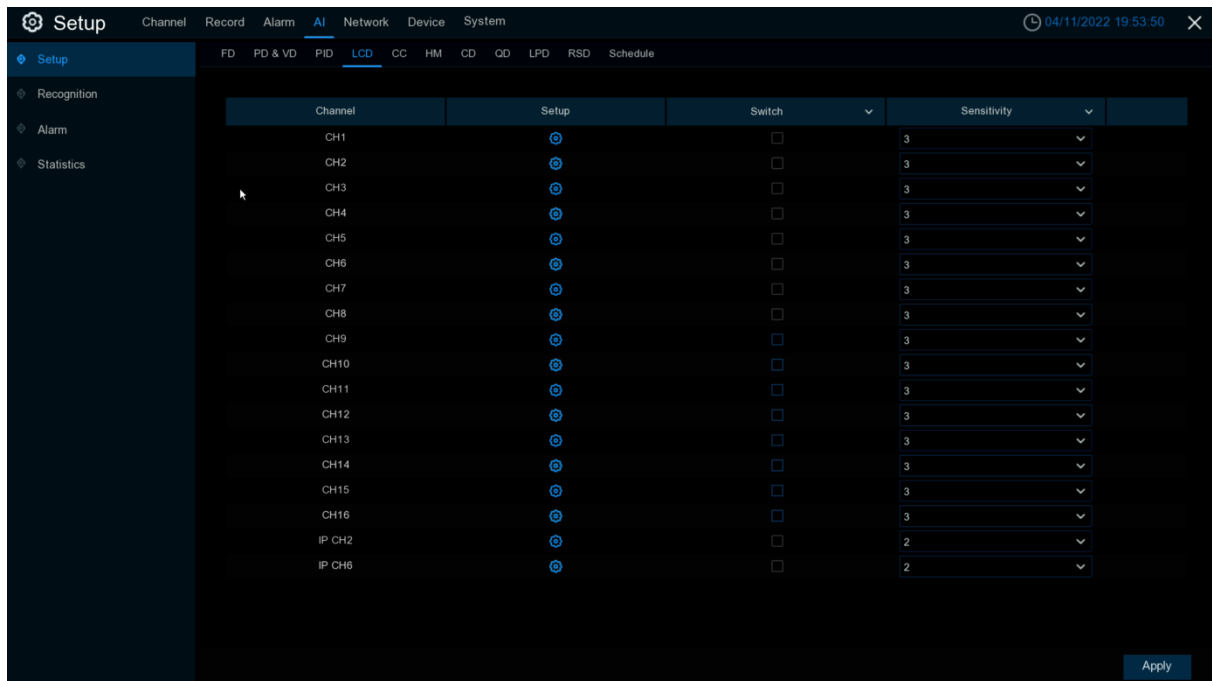 Setup Channel Record Alarm AI Network Device System 04/11/2022 19:53:50
Setup FD PD & VD PID LCD CC HM CD QD LPD RSD Schedule
Recognition
Alarm
Statistics
Channel Setup Switch Sensitivity
CH1 3
CH2 3
CH3 3
CH4 3
CH5 3
CH6 3
CH7 3
CH8 3
CH9 3
CH10 3
CH11 3
CH12 3
CH13 3
CH14 3
CH15 3
CH16 3
IP CH2 2
IP CH6 2
Apply